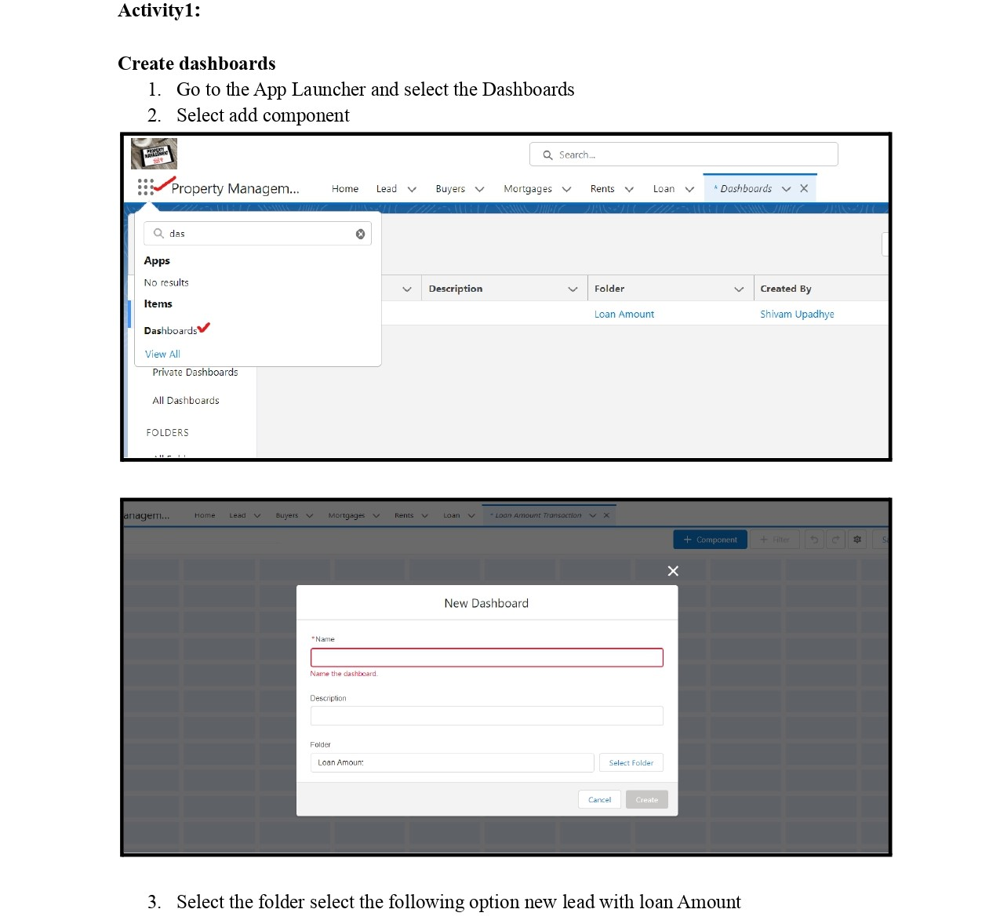 Activity1:
Create dashboards
1. Go to the App Launcher and select the Dashboards
2. Select add component
PROPERTY
MANAGEMENT
Search...
Property Managem...
Home Lead Buyers Mortgages Rents Loan * Dashboards
das
Apps
No results
Items
Dashboards
View All
Description Folder Created By
Loan Amount Shivam Upadhye
Private Dashboards
All Dashboards
FOLDERS
anagem... Home Lead Buyers Mortgages Rents Loan * Loan Amount Transaction
+ Component + Filter
New Dashboard
*Name
Name the dashboard.
Description
Folder
Loan Amount Select Folder
Cancel Create
3. Select the folder select the following option new lead with loan Amount